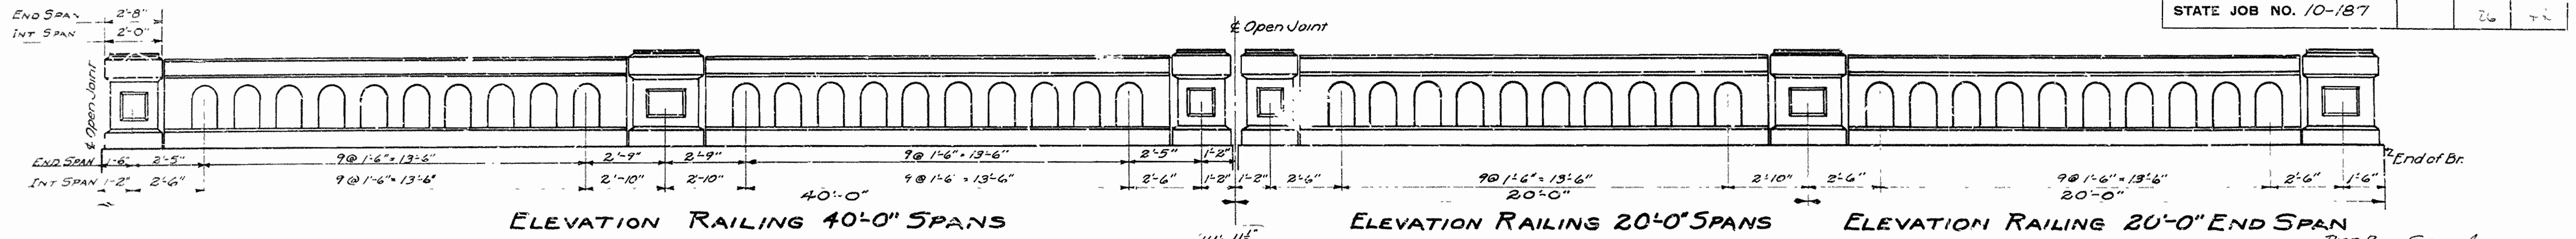 STATE JOB NO. 10-187
END SPAN 2'-8"
INT SPAN 2'-0"
℄ Open Joint
℄ Open Joint
END SPAN 1'-6" 2'-5" 9@ 1'-6" = 13'-6" 2'-9" 2'-9" 9@ 1'-6" = 13'-6" 2'-5" 1'-2"
INT SPAN 1'-2" 2'-6" 9@ 1'-6" = 13'-6" 2'-10" 2'-10" 9@ 1'-6" = 13'-6" 2'-6" 1'-2" 1'-2" 2'-6" 9@ 1'-6" = 13'-6" 2'-10" 2'-6" 9@ 1'-6" = 13'-6" 2'-6" 1'-6"
End of Br.
40'-0" 20'-0" 20'-0"
ELEVATION RAILING 40'-0" SPANS
ELEVATION RAILING 20'-0" SPANS
ELEVATION RAILING 20'-0" END SPAN